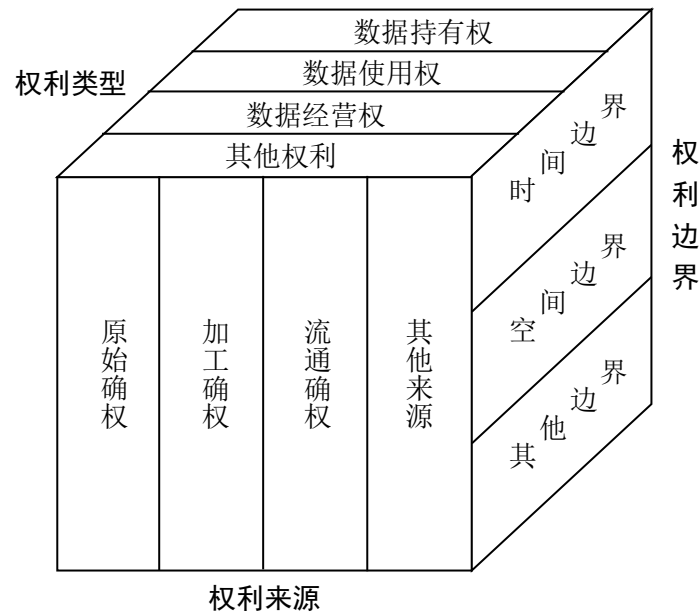 数据持有权
权利类型
数据使用权
数据经营权
其他权利
时间边界
空间边界
其他边界
权利边界
原始确权
加工确权
流通确权
其他来源
权利来源